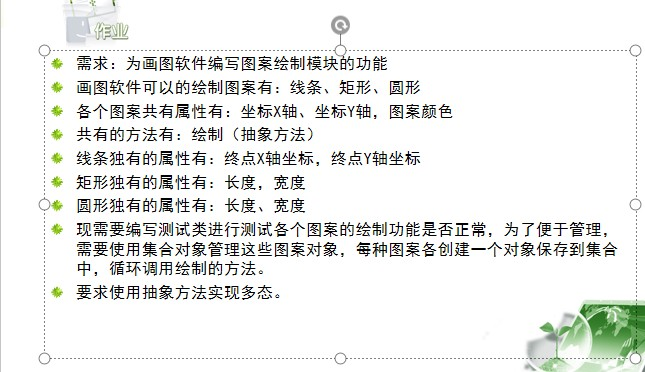 作业
需求：为画图软件编写图案绘制模块的功能
画图软件可以的绘制图案有：线条、矩形、圆形
各个图案共有属性有：坐标X轴、坐标Y轴，图案颜色
共有的方法有：绘制（抽象方法）
线条独有的属性有：终点X轴坐标，终点Y轴坐标
矩形独有的属性有：长度，宽度
圆形独有的属性有：长度、宽度
现需要编写测试类进行测试各个图案的绘制功能是否正常，为了便于管理，
需要使用集合对象管理这些图案对象，每种图案各创建一个对象保存到集合
中，循环调用绘制的方法。
要求使用抽象方法实现多态。